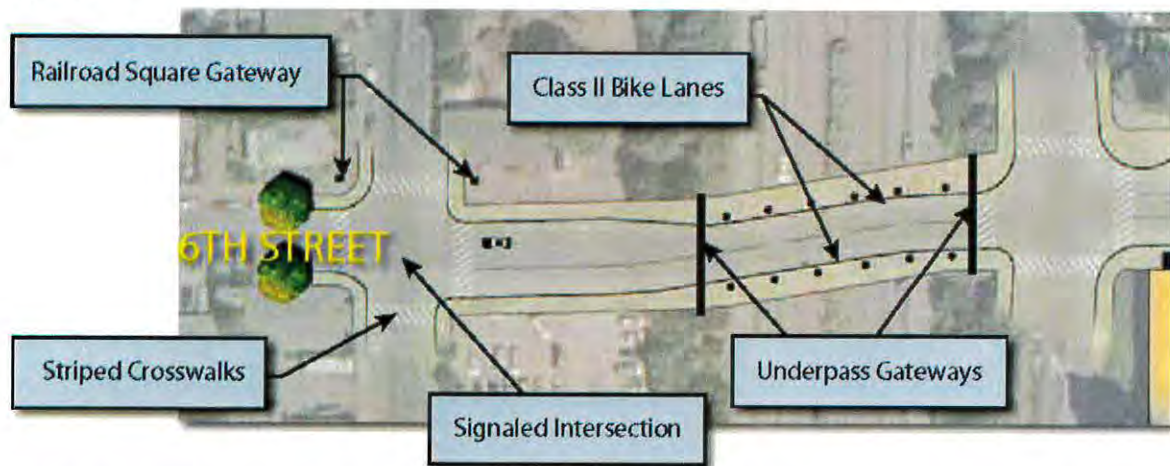 Railroad Square Gateway
Class II Bike Lanes
6TH STREET
Striped Crosswalks
Underpass Gateways
Signaled Intersection